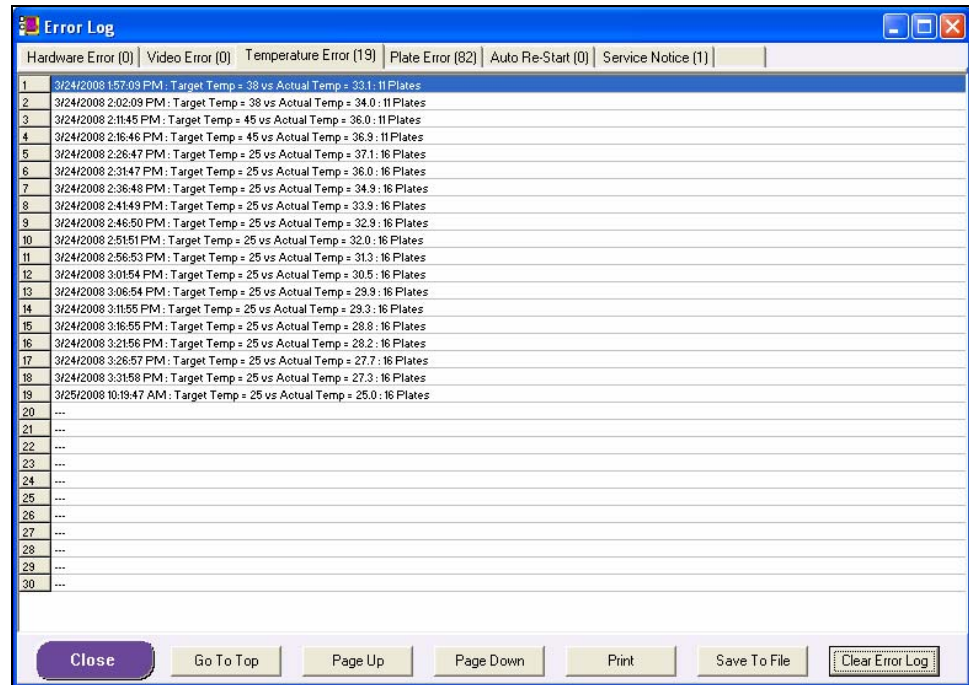 Error Log
Hardware Error (0) Video Error (0) Temperature Error (19) Plate Error (82) Auto Re-Start (0) Service Notice (1)
1 3/24/2008 1:57:09 PM : Target Temp = 38 vs Actual Temp = 33.1 : 11 Plates
2 3/24/2008 2:02:09 PM : Target Temp = 38 vs Actual Temp = 34.0 : 11 Plates
3 3/24/2008 2:11:45 PM : Target Temp = 45 vs Actual Temp = 36.0 : 11 Plates
4 3/24/2008 2:16:46 PM : Target Temp = 45 vs Actual Temp = 36.9 : 11 Plates
5 3/24/2008 2:26:47 PM : Target Temp = 25 vs Actual Temp = 37.1 : 16 Plates
6 3/24/2008 2:31:47 PM : Target Temp = 25 vs Actual Temp = 36.0 : 16 Plates
7 3/24/2008 2:36:48 PM : Target Temp = 25 vs Actual Temp = 34.9 : 16 Plates
8 3/24/2008 2:41:49 PM : Target Temp = 25 vs Actual Temp = 33.9 : 16 Plates
9 3/24/2008 2:46:50 PM : Target Temp = 25 vs Actual Temp = 32.9 : 16 Plates
10 3/24/2008 2:51:51 PM : Target Temp = 25 vs Actual Temp = 32.0 : 16 Plates
11 3/24/2008 2:56:53 PM : Target Temp = 25 vs Actual Temp = 31.3 : 16 Plates
12 3/24/2008 3:01:54 PM : Target Temp = 25 vs Actual Temp = 30.5 : 16 Plates
13 3/24/2008 3:06:54 PM : Target Temp = 25 vs Actual Temp = 29.9 : 16 Plates
14 3/24/2008 3:11:55 PM : Target Temp = 25 vs Actual Temp = 29.3 : 16 Plates
15 3/24/2008 3:16:55 PM : Target Temp = 25 vs Actual Temp = 28.8 : 16 Plates
16 3/24/2008 3:21:56 PM : Target Temp = 25 vs Actual Temp = 28.2 : 16 Plates
17 3/24/2008 3:26:57 PM : Target Temp = 25 vs Actual Temp = 27.7 : 16 Plates
18 3/24/2008 3:31:58 PM : Target Temp = 25 vs Actual Temp = 27.3 : 16 Plates
19 3/25/2008 10:19:47 AM : Target Temp = 25 vs Actual Temp = 25.0 : 16 Plates
20 ---
21 ---
22 ---
23 ---
24 ---
25 ---
26 ---
27 ---
28 ---
29 ---
30 ---
Close Go To Top Page Up Page Down Print Save To File Clear Error Log